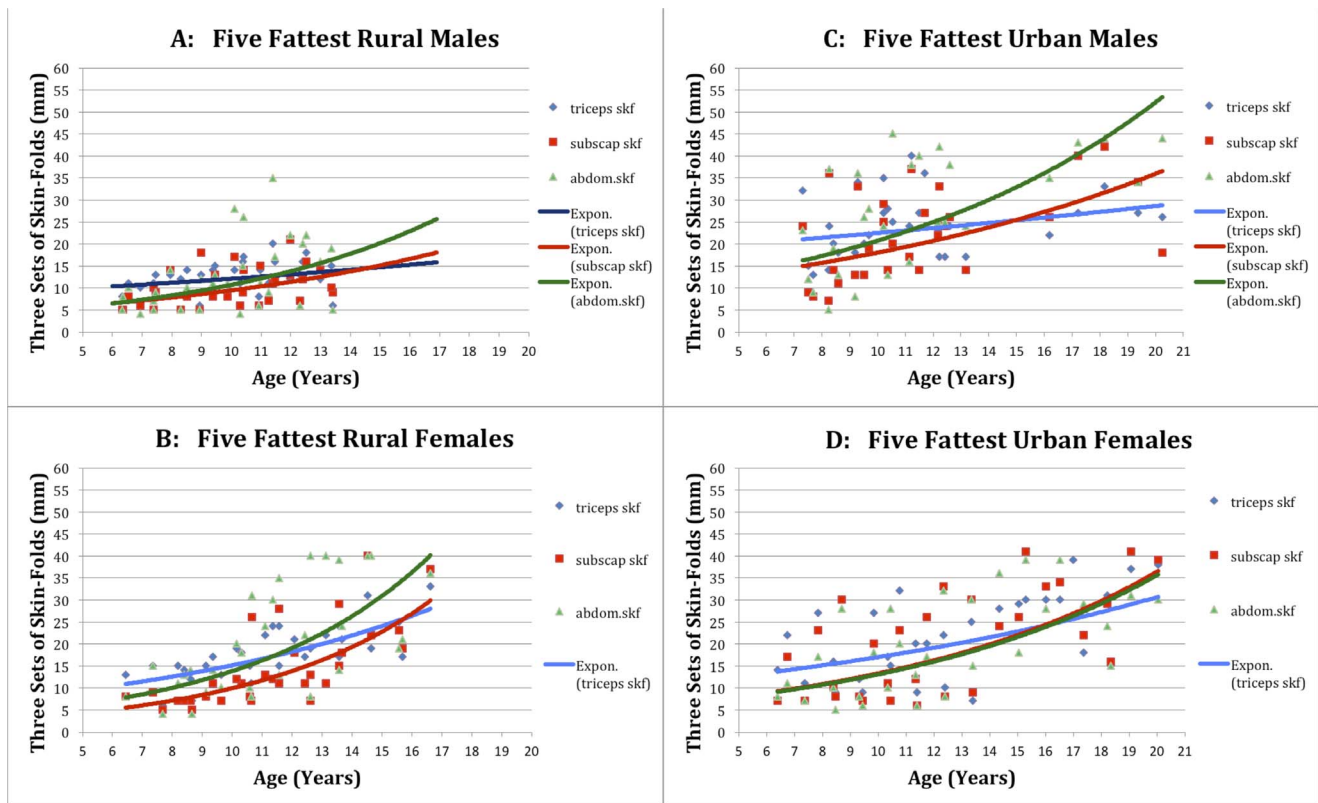 A: Five Fattest Rural Males
Three Sets of Skin-Folds (mm)
60
55
50
45
40
35
30
25
20
15
10
5
0
5 6 7 8 9 10 11 12 13 14 15 16 17 18 19 20
Age (Years)
triceps skf
subscap skf
abdom.skf
Expon.
(triceps skf)
Expon.
(subscap skf)
Expon.
(abdom.skf)
C: Five Fattest Urban Males
Three Sets of Skin-Folds (mm)
60
55
50
45
40
35
30
25
20
15
10
5
0
5 6 7 8 9 10 11 12 13 14 15 16 17 18 19 20 21
Age (Years)
triceps skf
subscap skf
abdom.skf
Expon.
(triceps skf)
Expon.
(subscap skf)
Expon.
(abdom.skf)
B: Five Fattest Rural Females
Three Sets of Skin-Folds (mm)
60
55
50
45
40
35
30
25
20
15
10
5
0
5 6 7 8 9 10 11 12 13 14 15 16 17 18 19 20
Age (Years)
triceps skf
subscap skf
abdom.skf
Expon.
(triceps skf)
D: Five Fattest Urban Females
Three Sets of Skin-Folds (mm)
60
55
50
45
40
35
30
25
20
15
10
5
0
5 6 7 8 9 10 11 12 13 14 15 16 17 18 19 20 21
Age (Years)
triceps skf
subscap skf
abdom.skf
Expon.
(triceps skf)